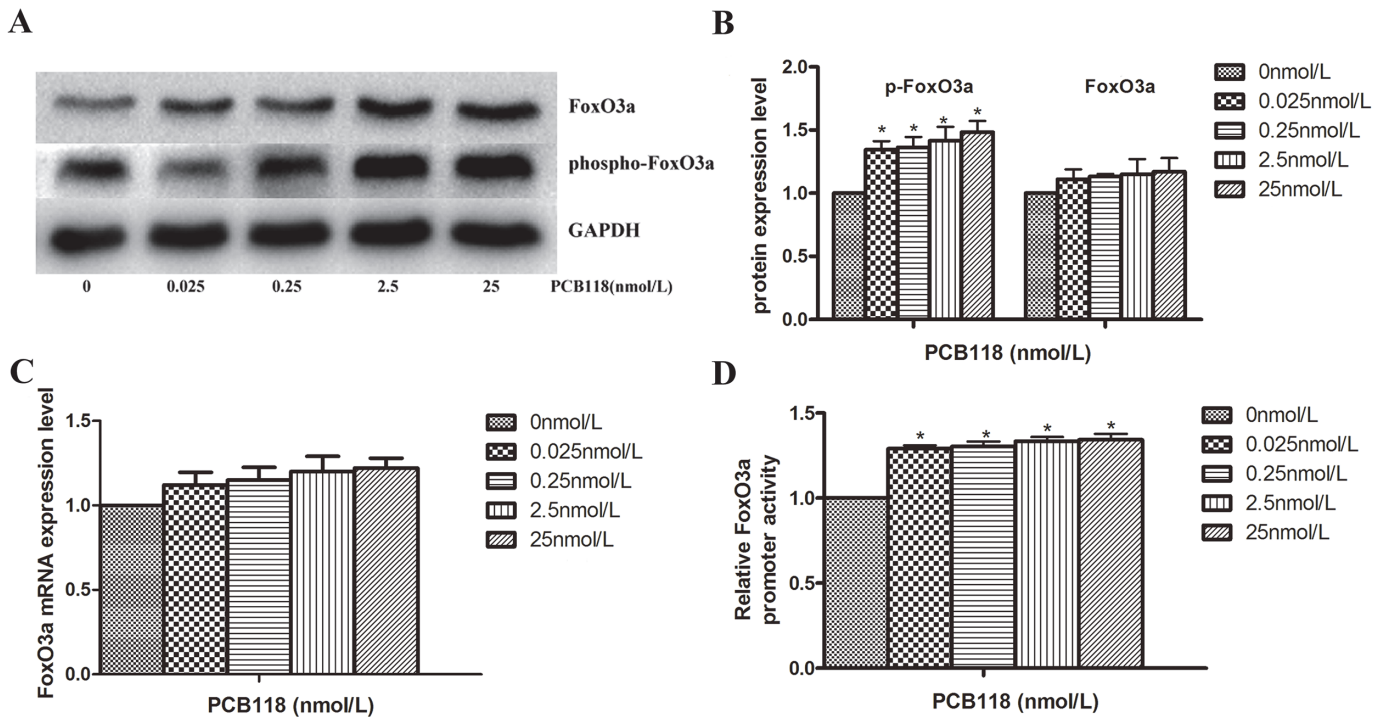 A
FoxO3a
phospho-FoxO3a
GAPDH
0 0.025 0.25 2.5 25 PCB118(nmol/L)
B
protein expression level
2.0
1.5
1.0
0.5
0.0
p-FoxO3a FoxO3a
* * * *
PCB118 (nmol/L)
0nmol/L
0.025nmol/L
0.25nmol/L
2.5nmol/L
25nmol/L
C
FoxO3a mRNA expression level
1.5
1.0
0.5
0.0
PCB118 (nmol/L)
0nmol/L
0.025nmol/L
0.25nmol/L
2.5nmol/L
25nmol/L
D
Relative FoxO3a
promoter activity
1.5
1.0
0.5
0.0
* * * *
PCB118 (nmol/L)
0nmol/L
0.025nmol/L
0.25nmol/L
2.5nmol/L
25nmol/L